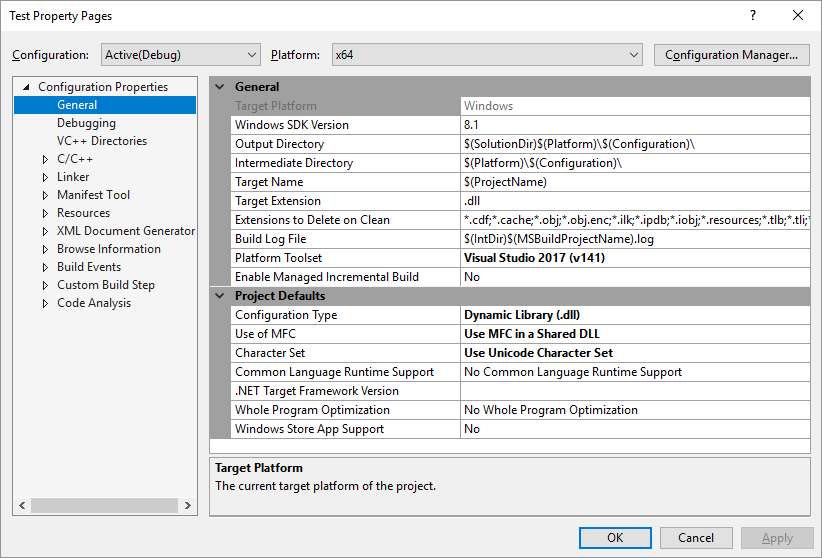 Test Property Pages
Configuration: Active(Debug) Platform: x64 Configuration Manager...
Configuration Properties
General
Debugging
VC++ Directories
C/C++
Linker
Manifest Tool
Resources
XML Document Generator
Browse Information
Build Events
Custom Build Step
Code Analysis
General
Target Platform Windows
Windows SDK Version 8.1
Output Directory $(SolutionDir)$(Platform)\$(Configuration)\
Intermediate Directory $(Platform)\$(Configuration)\
Target Name $(ProjectName)
Target Extension .dll
Extensions to Delete on Clean *.cdf;*.cache;*.obj;*.obj.enc;*.ilk;*.ipdb;*.iobj;*.resources;*.tlb;*.tli;*
Build Log File $(IntDir)$(MSBuildProjectName).log
Platform Toolset Visual Studio 2017 (v141)
Enable Managed Incremental Build No
Project Defaults
Configuration Type Dynamic Library (.dll)
Use of MFC Use MFC in a Shared DLL
Character Set Use Unicode Character Set
Common Language Runtime Support No Common Language Runtime Support
.NET Target Framework Version
Whole Program Optimization No Whole Program Optimization
Windows Store App Support No
Target Platform
The current target platform of the project.
OK Cancel Apply